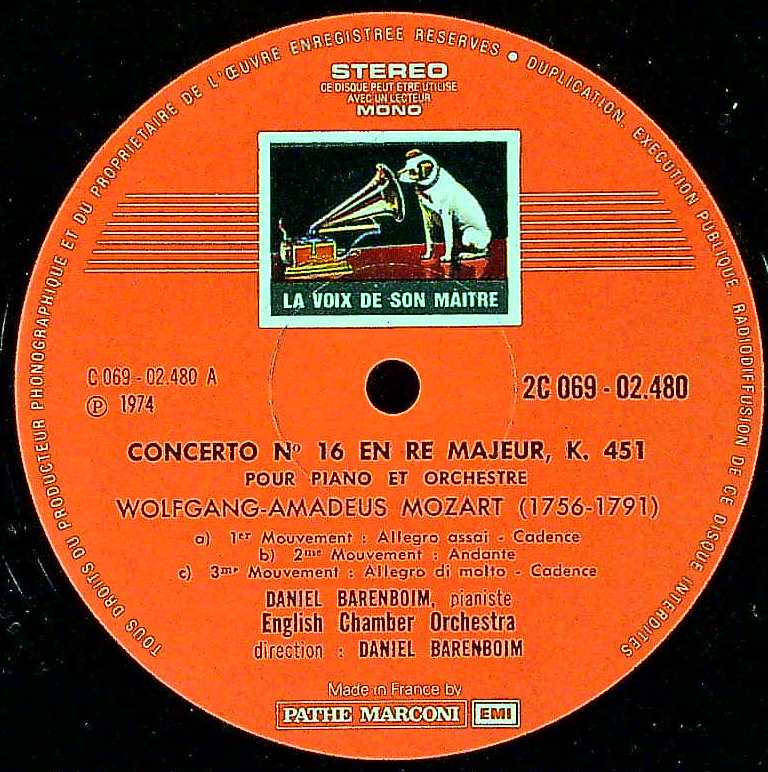 TOUS DROITS DU PRODUCTEUR PHONOGRAPHIQUE ET DU PROPRIETAIRE DE L'ŒUVRE ENREGISTREE RESERVES • DUPLICATION. EXECUTION PUBLIQUE. RADIODIFFUSION DE CE DISQUE INTERDITES
STEREO
CE DISQUE PEUT ETRE UTILISE
AVEC UN LECTEUR
MONO
LA VOIX DE SON MAITRE
C 069 - 02.480 A
℗ 1974
2C 069 - 02.480
CONCERTO Nº 16 EN RE MAJEUR, K. 451
POUR PIANO ET ORCHESTRE
WOLFGANG-AMADEUS MOZART (1756-1791)
a) 1er Mouvement : Allegro assai - Cadence
b) 2me Mouvement : Andante
c) 3me Mouvement : Allegro di molto - Cadence
DANIEL BARENBOIM, pianiste
English Chamber Orchestra
direction : DANIEL BARENBOIM
Made in France by
PATHE MARCONI EMI